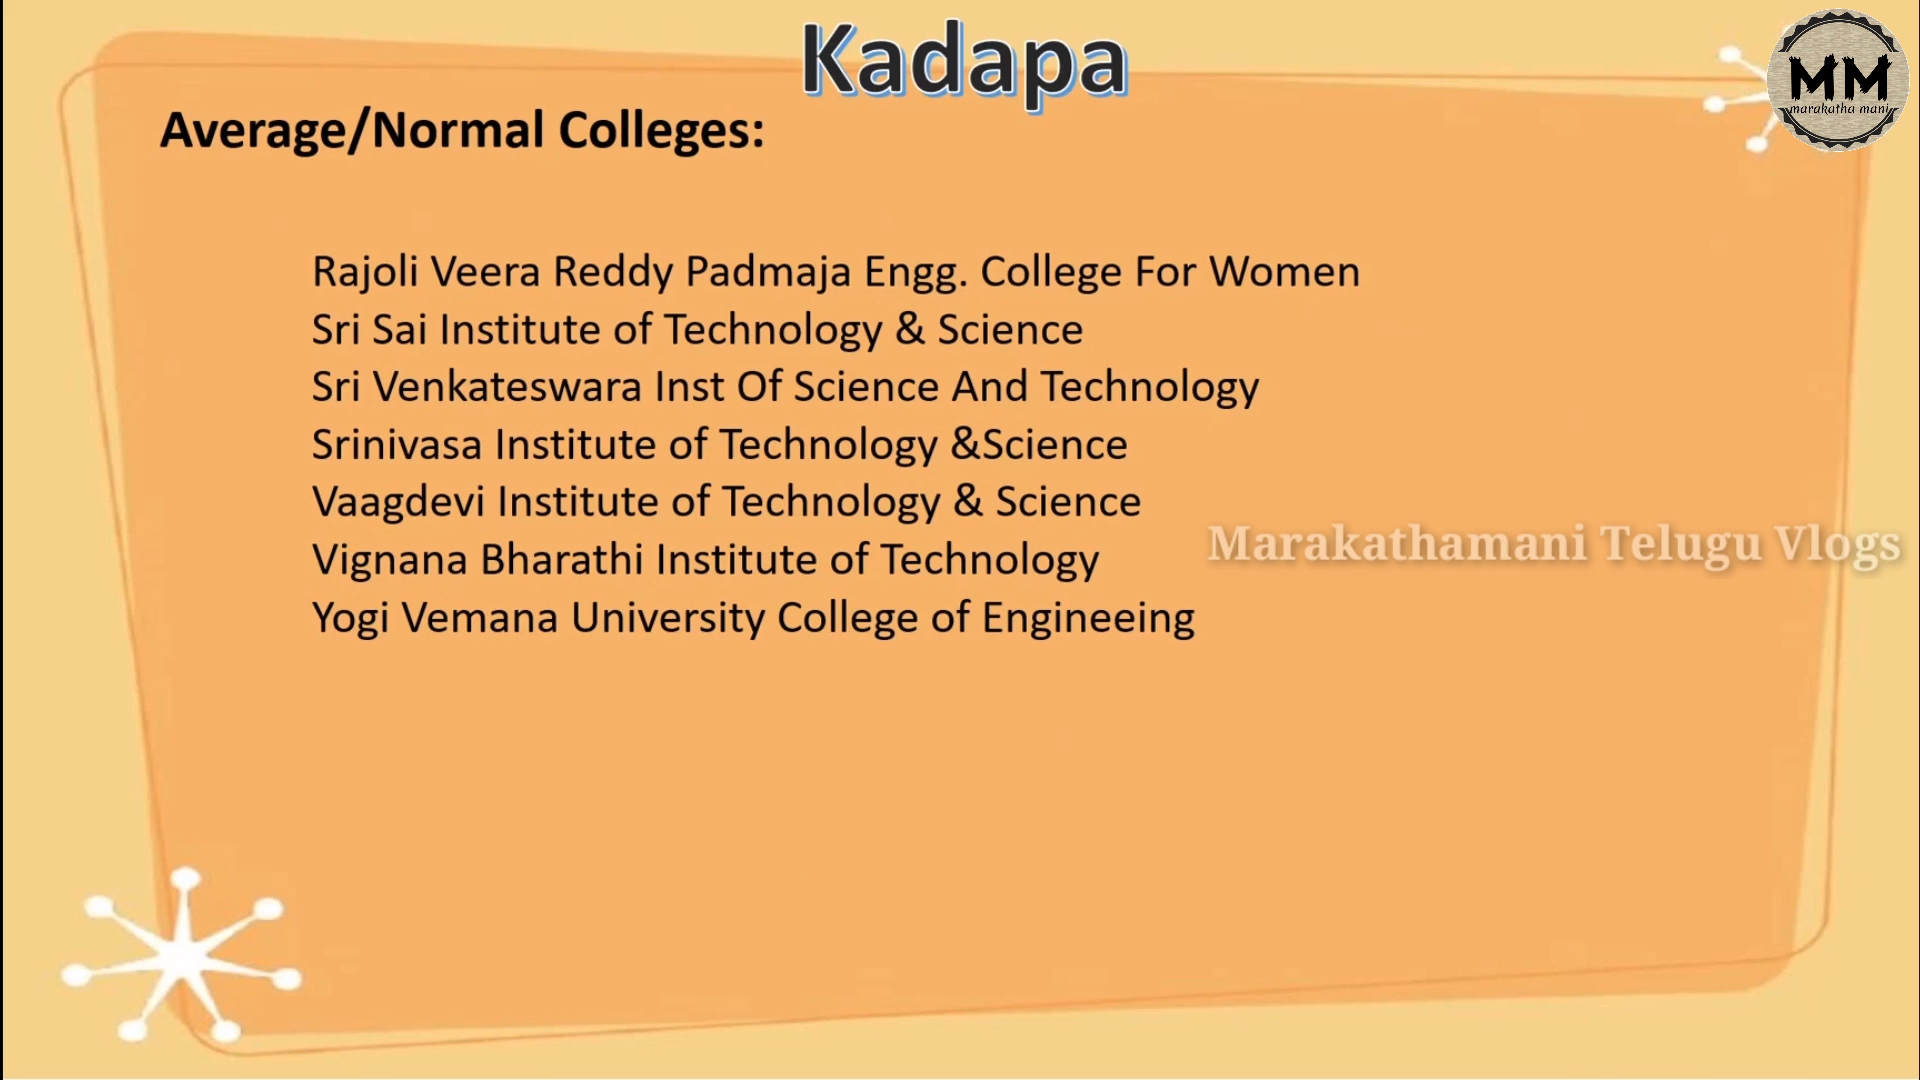 Kadapa
MM
marakatha mani
Average/Normal Colleges:
Rajoli Veera Reddy Padmaja Engg. College For Women
Sri Sai Institute of Technology & Science
Sri Venkateswara Inst Of Science And Technology
Srinivasa Institute of Technology &Science
Vaagdevi Institute of Technology & Science
Marakathamani Telugu Vlogs
Vignana Bharathi Institute of Technology
Yogi Vemana University College of Engineeing